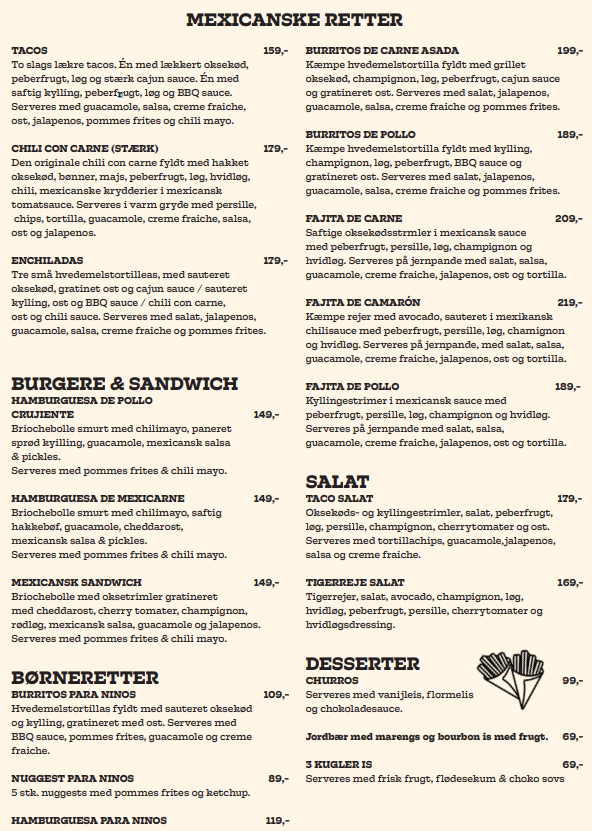 MEXICANSKE RETTER
TACOS 159,-
To slags lækre tacos. Én med lækkert oksekød,
peberfrugt, løg og stærk cajun sauce. Én med
saftig kylling, peberfrugt, løg og BBQ sauce.
Serveres med guacamole, salsa, creme fraiche,
ost, jalapenos, pommes frites og chili mayo.
CHILI CON CARNE (STÆRK) 179,-
Den originale chili con carne fyldt med hakket
oksekød, bønner, majs, peberfrugt, løg, hvidløg,
chili, mexicanske krydderier i mexicansk
tomatsauce. Serveres i varm gryde med persille,
chips, tortilla, guacamole, creme fraiche, salsa,
ost og jalapenos.
ENCHILADAS 179,-
Tre små hvedemelstortilleas, med sauteret
oksekød, gratinet ost og cajun sauce / sauteret
kylling, ost og BBQ sauce / chili con carne,
ost og chili sauce. Serveres med salat, jalapenos,
guacamole, salsa, creme fraiche og pommes frites.
BURGERE & SANDWICH
HAMBURGUESA DE POLLO
CRUJIENTE 149,-
Briochebolle smurt med chilimayo, paneret
sprød kyilling, guacamole, mexicansk salsa
& pickles.
Serveres med pommes frites & chili mayo.
HAMBURGUESA DE MEXICARNE 149,-
Briochebolle smurt med chilimayo, saftig
hakkebøf, guacamole, cheddarost,
mexicansk salsa & pickles.
Serveres med pommes frites & chili mayo.
MEXICANSK SANDWICH 149,-
Briochebolle med oksetrimler gratineret
med cheddarost, cherry tomater, champignon,
rødløg, mexicansk salsa, guacamole og jalapenos.
Serveres med pommes frites & chili mayo.
BØRNERETTER
BURRITOS PARA NINOS 109,-
Hvedemelstortillas fyldt med sauteret oksekød
og kylling, gratineret med ost. Serveres med
BBQ sauce, pommes frites, guacamole og creme
fraiche.
NUGGEST PARA NINOS 89,-
5 stk. nuggests med pommes frites og ketchup.
HAMBURGUESA PARA NINOS 119,-
BURRITOS DE CARNE ASADA 199,-
Kæmpe hvedemelstortilla fyldt med grillet
oksekød, champignon, løg, peberfrugt, cajun sauce
og gratineret ost. Serveres med salat, jalapenos,
guacamole, salsa, creme fraiche og pommes frites.
BURRITOS DE POLLO 189,-
Kæmpe hvedemelstortilla fyldt med kylling,
champignon, løg, peberfrugt, BBQ sauce og
gratineret ost. Serveres med salat, jalapenos,
guacamole, salsa, creme fraiche og pommes frites.
FAJITA DE CARNE 209,-
Saftige oksekødsstrmler i mexicansk sauce
med peberfrugt, persille, løg, champignon og
hvidløg. Serveres på jernpande med salat, salsa,
guacamole, creme fraiche, jalapenos, ost og tortilla.
FAJITA DE CAMARÓN 219,-
Kæmpe rejer med avocado, sauteret i mexikansk
chilisauce med peberfrugt, persille, løg, chamignon
og hvidløg. Serveres på jernpande, med salat, salsa,
guacamole, creme fraiche, jalapenos, ost og tortilla.
FAJITA DE POLLO 189,-
Kyllingestrimer i mexicansk sauce med
peberfrugt, persille, løg, champignon og hvidløg.
Serveres på jernpande med salat, salsa,
guacamole, creme fraiche, jalapenos, ost og tortilla.
SALAT
TACO SALAT 179,-
Oksekøds- og kyllingestrimler, salat, peberfrugt,
løg, persille, champignon, cherrytomater og ost.
Serveres med tortillachips, guacamole,jalapenos,
salsa og creme fraiche.
TIGERREJE SALAT 169,-
Tigerrejer, salat, avocado, champignon, løg,
hvidløg, peberfrugt, persille, cherrytomater og
hvidløgsdressing.
DESSERTER
CHURROS 99,-
Serveres med vanijleis, flormelis
og chokoladesauce.
Jordbær med marengs og bourbon is med frugt. 69,-
3 KUGLER IS 69,-
Serveres med frisk frugt, flødesekum & choko sovs